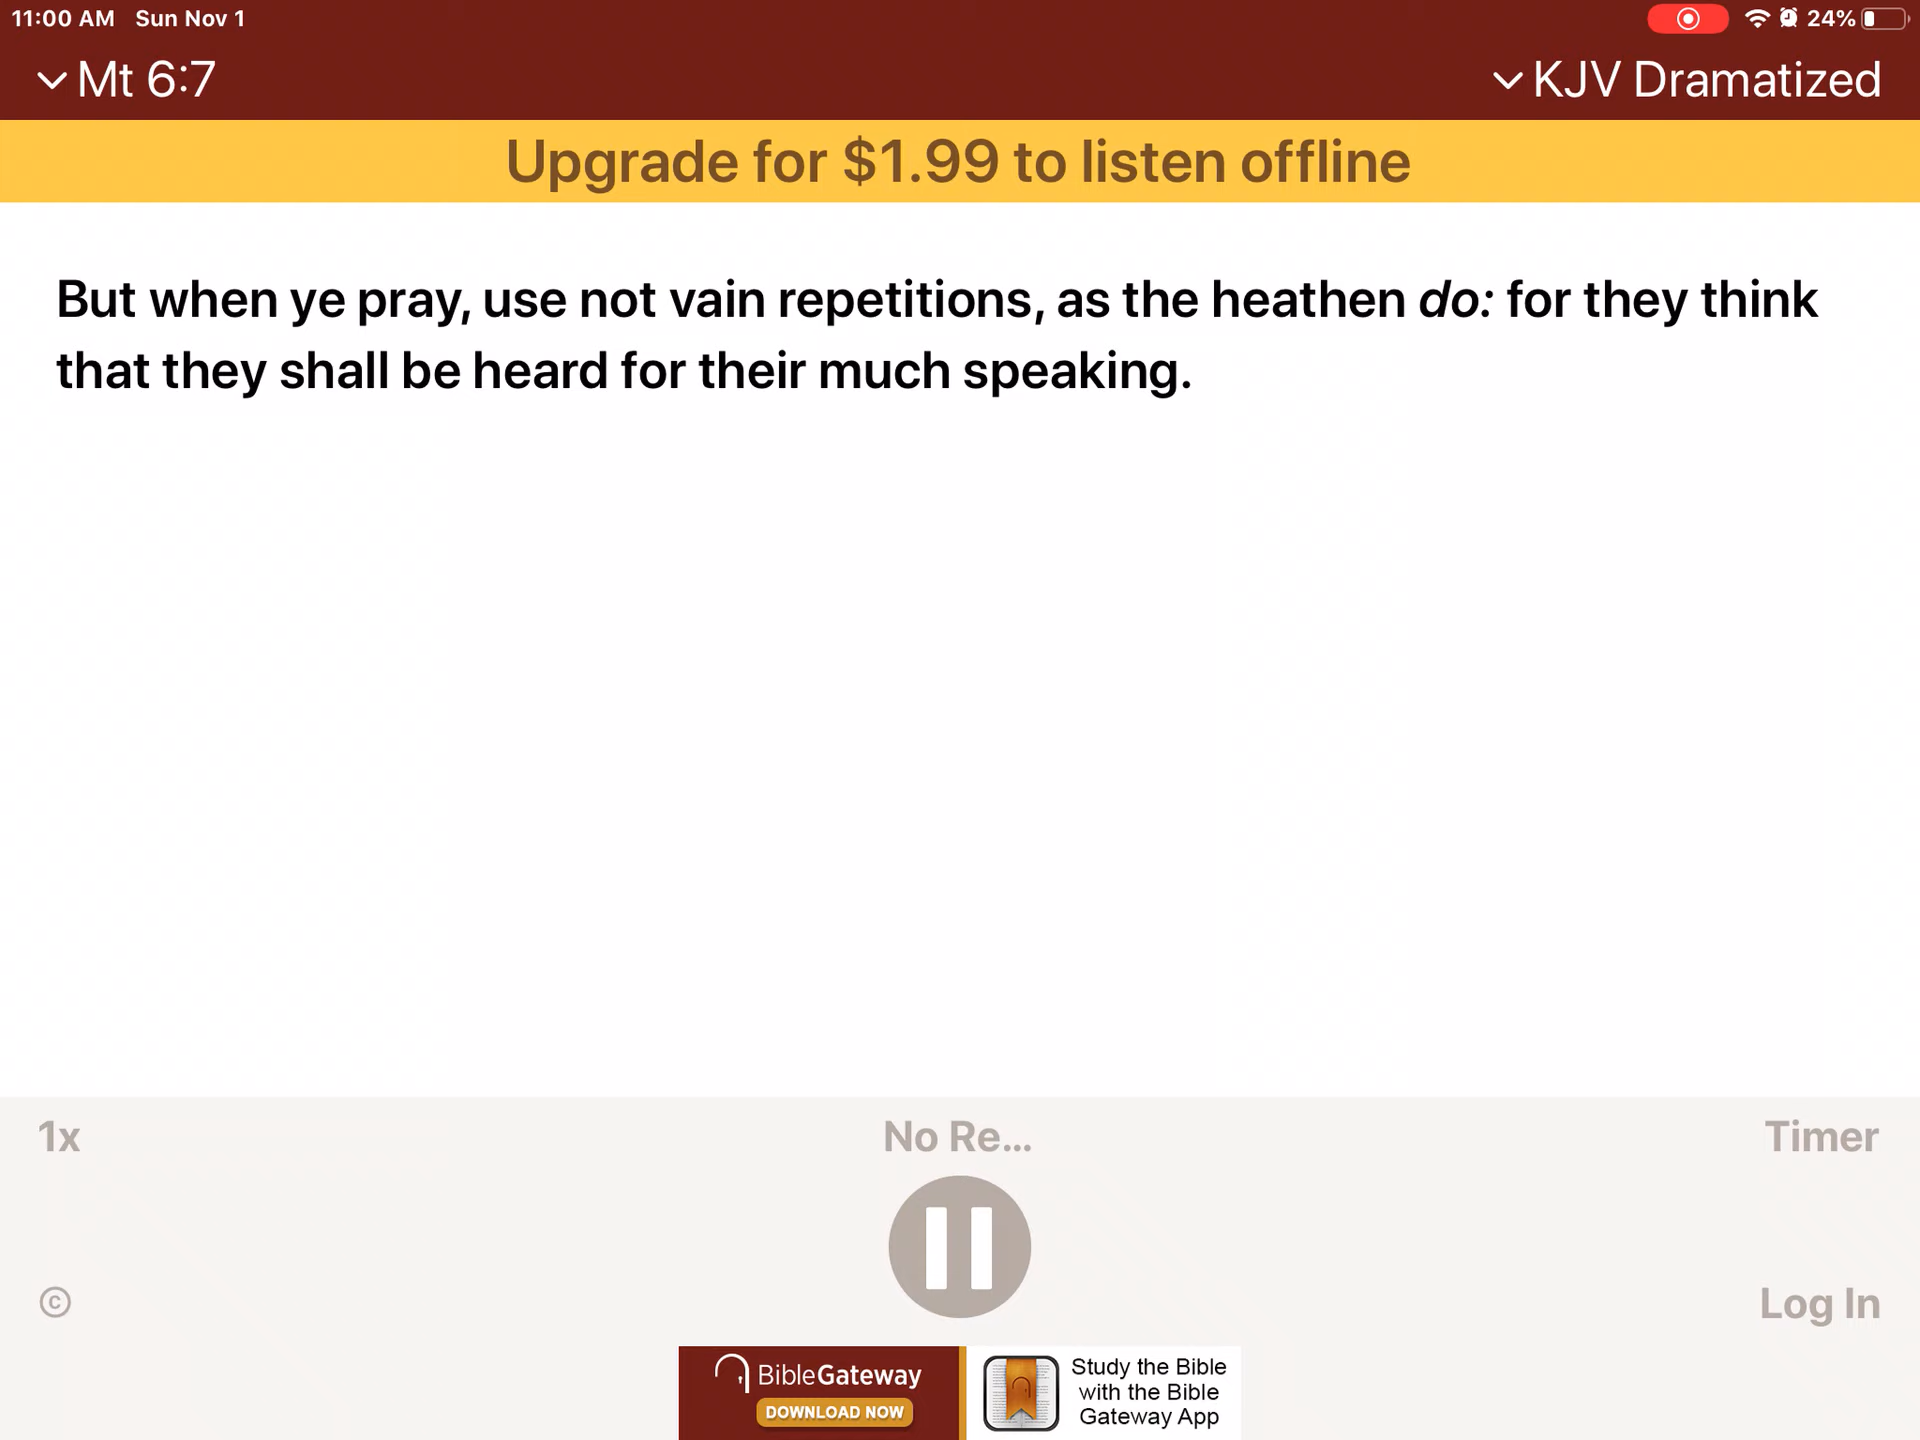 11:00 AM Sun Nov 1
24%
Mt 6:7
KJV Dramatized
Upgrade for $1.99 to listen offline
But when ye pray, use not vain repetitions, as the heathen do: for they think
that they shall be heard for their much speaking.
1x
No Re...
Timer
©
Log In
BibleGateway
DOWNLOAD NOW
Study the Bible
with the Bible
Gateway App